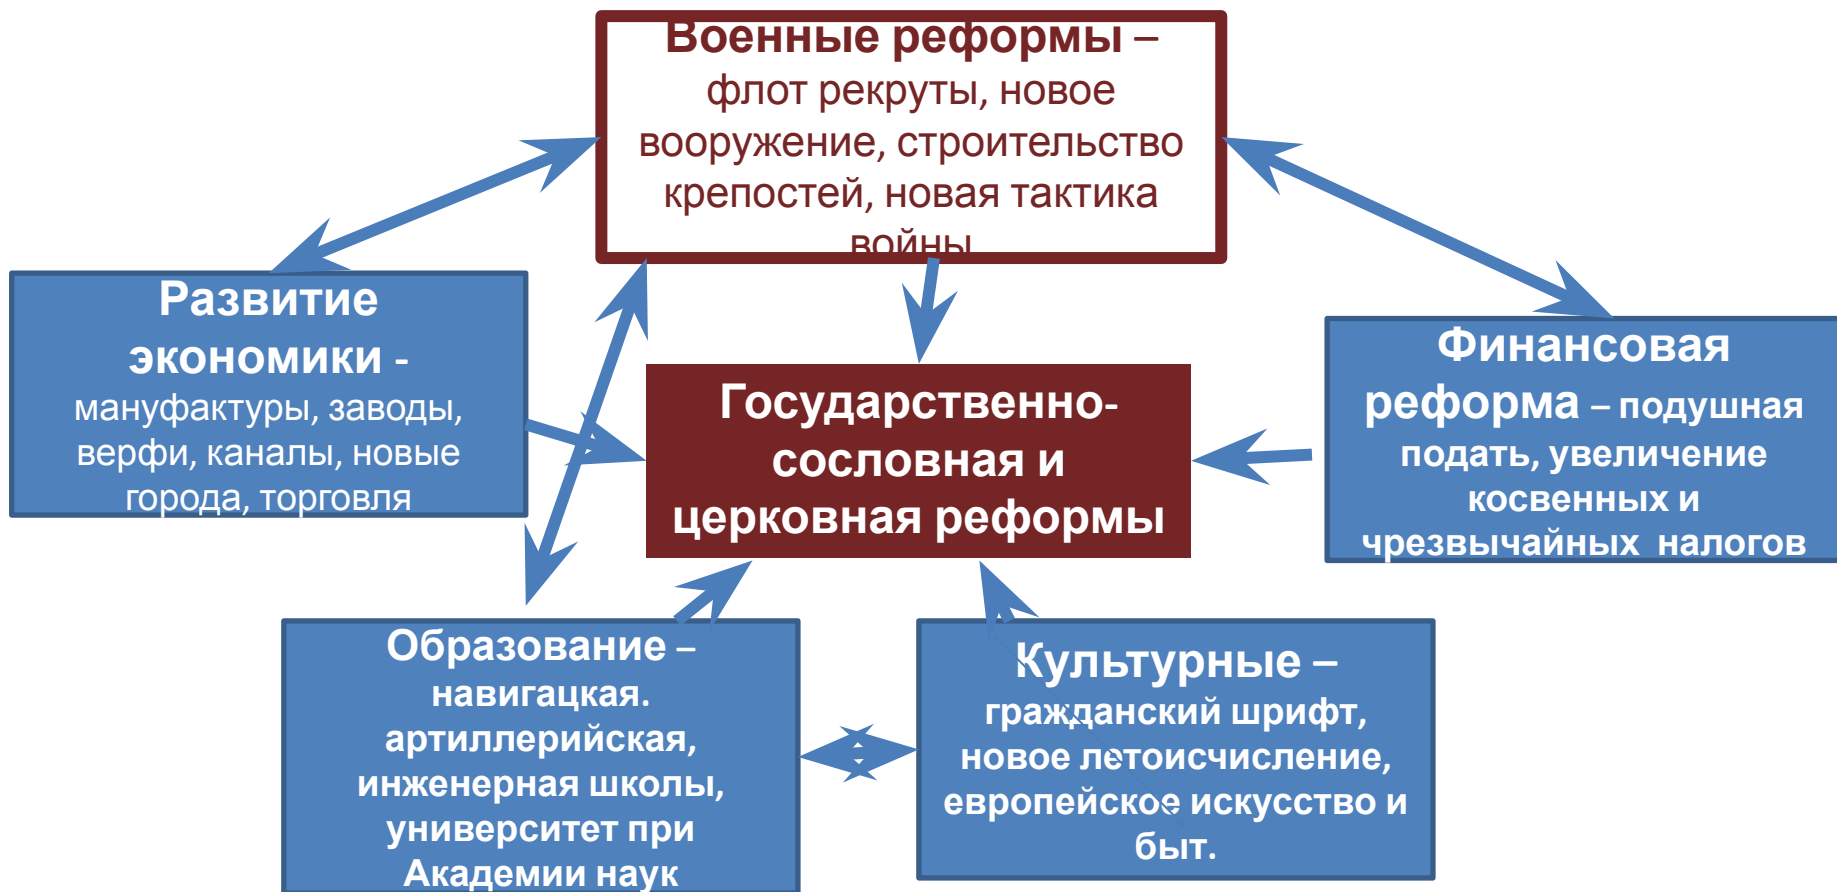 Военные реформы –
флот рекруты, новое
вооружение, строительство
крепостей, новая тактика
войны
Развитие
экономики -
мануфактуры, заводы,
верфи, каналы, новые
города, торговля
Государственно-
сословная и
церковная реформы
Финансовая
реформа – подушная
подать, увеличение
косвенных и
чрезвычайных налогов
Образование –
навигацкая.
артиллерийская,
инженерная школы,
университет при
Академии наук
Культурные –
гражданский шрифт,
новое летоисчисление,
европейское искусство и
быт.